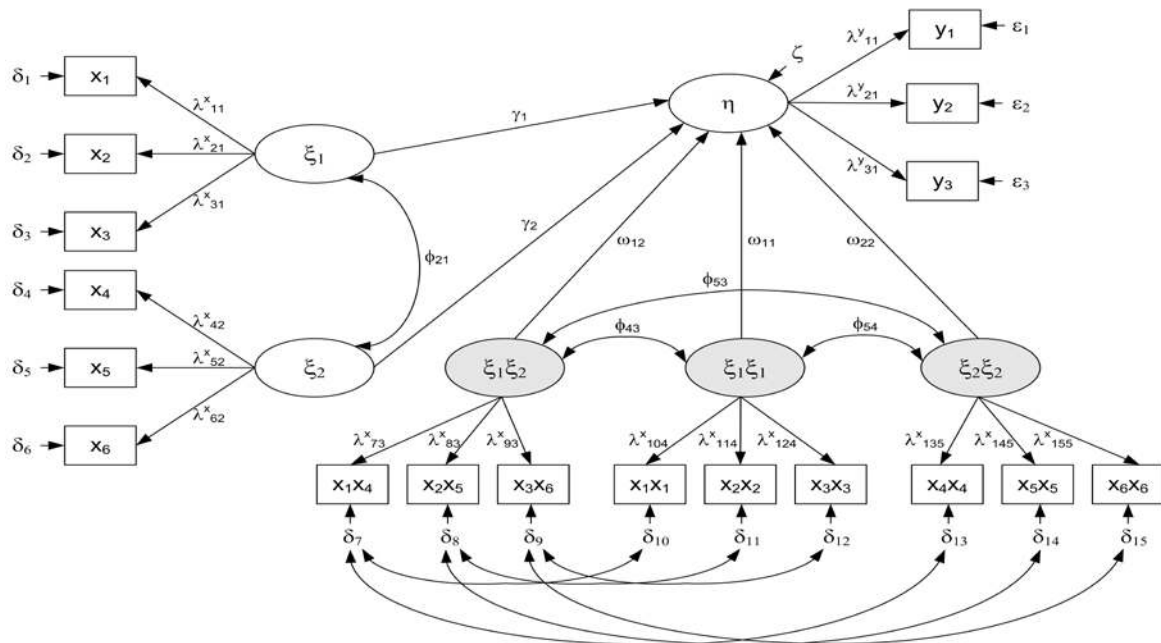 δ₁ x₁ λˣ₁₁
δ₂ x₂ λˣ₂₁
δ₃ x₃ λˣ₃₁
ξ₁
δ₄ x₄ λˣ₄₂
δ₅ x₅ λˣ₅₂
δ₆ x₆ λˣ₆₂
ξ₂
ϕ₂₁
γ₁
γ₂
η
ζ
λʸ₁₁ y₁ ε₁
λʸ₂₁ y₂ ε₂
λʸ₃₁ y₃ ε₃
ω₁₂ ω₁₁ ω₂₂
ϕ₅₃
ϕ₄₃ ϕ₅₄
ξ₁ξ₂ ξ₁ξ₁ ξ₂ξ₂
λˣ₇₃ λˣ₈₃ λˣ₉₃ λˣ₁₀₄ λˣ₁₁₄ λˣ₁₂₄ λˣ₁₃₅ λˣ₁₄₅ λˣ₁₅₅
x₁x₄ x₂x₅ x₃x₆ x₁x₁ x₂x₂ x₃x₃ x₄x₄ x₅x₅ x₆x₆
δ₇ δ₈ δ₉ δ₁₀ δ₁₁ δ₁₂ δ₁₃ δ₁₄ δ₁₅